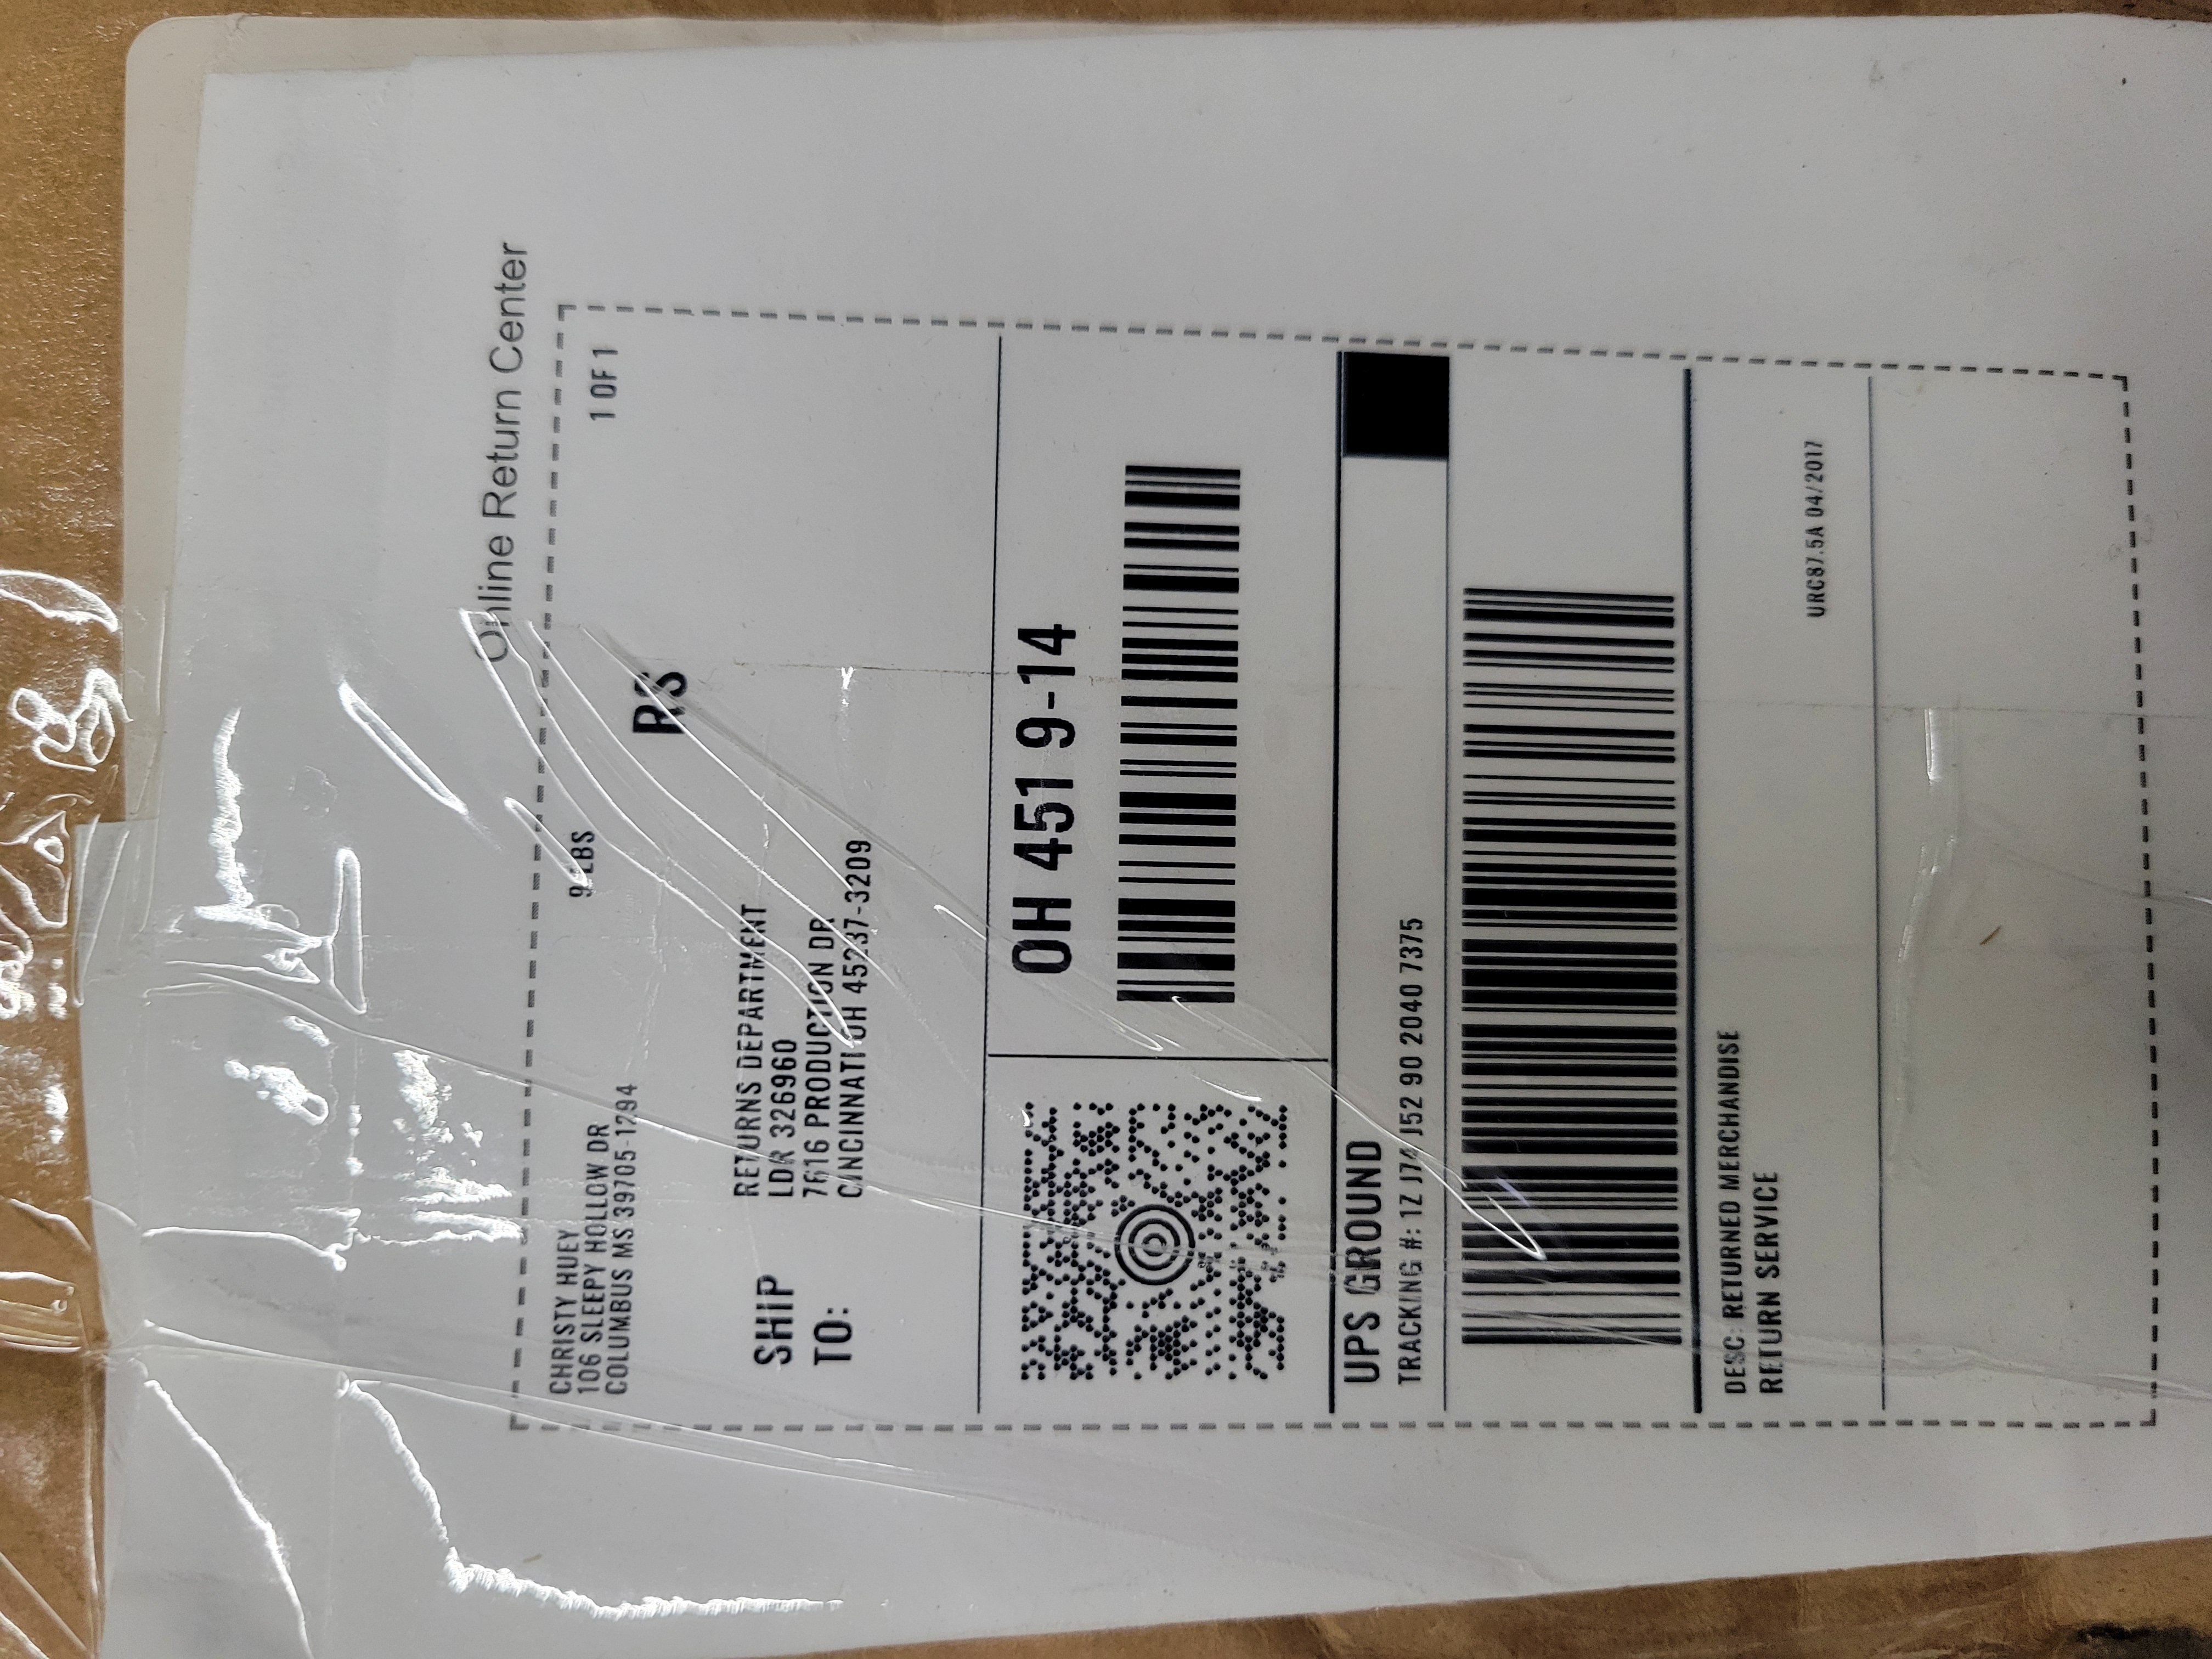 Online Return Center
CHRISTY HUEY
106 SLEEPY HOLLOW DR
COLUMBUS MS 39705-1294
9 LBS
1 OF 1
RS
SHIP
TO:
RETURNS DEPARTMENT
LDR 326960
7616 PRODUCTION DR
CINCINNATI OH 45237-3209
OH 451 9-14
UPS GROUND
TRACKING #: 1Z J74 J52 90 2040 7375
DESC: RETURNED MERCHANDISE
RETURN SERVICE
URC87.5A 04/2017